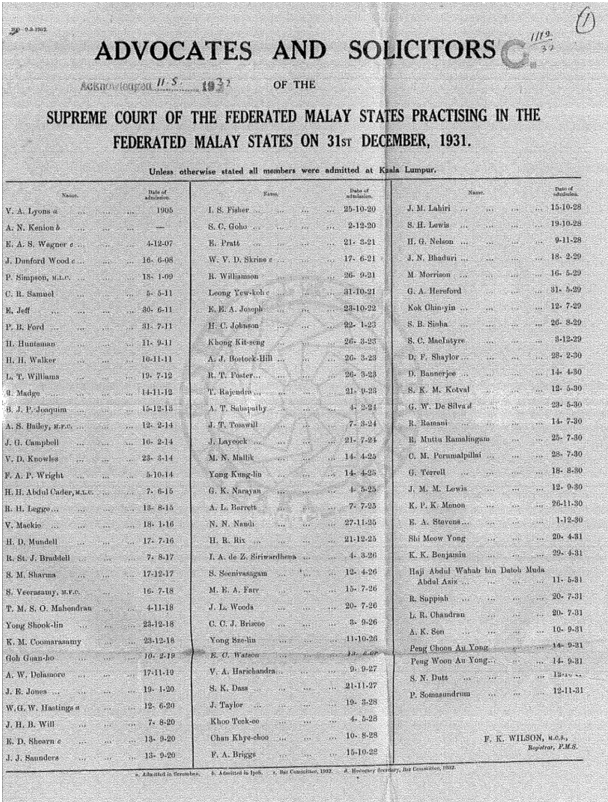 ADVOCATES AND SOLICITORS
C. 1112/32
Acknowledged 11.5. 1932
OF THE
SUPREME COURT OF THE FEDERATED MALAY STATES PRACTISING IN THE
FEDERATED MALAY STATES ON 31ST DECEMBER, 1931.
Unless otherwise stated all members were admitted at Kuala Lumpur.
Name. Date of admission.
V. A. Lyons a ... 1905
A. N. Kenion b ... —
E. A. S. Wagner c ... 4-12-07
J. Dunford Wood c ... 16- 6-08
P. Simpson, M.L.C. ... 18- 1-09
C. R. Samuel ... 5- 5-11
E. Jeff ... 30- 6-11
P. B. Ford ... 31- 7-11
H. Huntsman ... 11- 9-11
H. H. Walker ... 10-11-11
L. T. Williams ... 19- 7-12
Madge ... 14-11-12
J. P. Joaquim ... 15-12-13
A. S. Bailey, M.F.C. ... 12- 2-14
J. G. Campbell ... 16- 2-14
V. D. Knowles ... 23- 3-14
F. A. P. Wright ... 5-10-14
H. H. Abdul Cader, M.L.C. ... 7- 6-15
R. H. Legge... 13- 8-15
V. Mackie ... 18- 1-16
H. D. Mundell ... 17- 7-16
R. St. J. Braddell ... 7- 8-17
S. M. Sharma ... 17-12-17
S. Veerasamy, M.F.C. ... 16- 7-18
T. M. S. O. Mahendran ... 4-11-18
Yong Shook-lin ... 23-12-18
K. M. Coomarasamy ... 23-12-18
Goh Guan-ho ... 10- 2-19
A. W. Delamore ... 17-11-19
J. E. Jones ... 19- 1-20
W. G. W. Hastings a ... 12- 6-20
J. H. B. Will ... 7- 8-20
E. D. Shearn c ... 13- 9-20
J. J. Saunders ... 13- 9-20
Name. Date of admission.
I. S. Fisher ... 25-10-20
S. C. Goho ... 2-12-20
E. Pratt ... 21- 3-21
W. V. D. Skrine c ... 17- 6-21
R. Williamson ... 26- 9-21
Leong Yew-koh c ... 31-10-21
E. E. A. Joseph ... 23-10-22
H. C. Johnson ... 22- 1-23
Khong Kit-seng ... 26- 3-23
A. J. Bostock-Hill ... 26- 3-23
R. T. Foster... 26- 3-23
T. Rajendra ... 21- 9-23
A. T. Satapathy ... 4- 2-24
J. T. Tosswill ... 7- 3-24
J. Laycock ... 21- 7-24
M. N. Mallik ... 14- 4-25
Yong Kung-lin ... 14- 4-25
G. K. Narayan ... 4- 5-25
A. L. Barrett ... 7- 7-25
N. N. Nandi ... 27-11-25
H. B. Rix ... 21-12-25
I. A. de Z. Siriwardhena ... 4- 3-26
S. Seenivasagam ... 12- 4-26
M. E. A. Farr ... 15- 7-26
J. L. Woods ... 20- 7-26
C. C. J. Briscoe ... 3- 9-26
Yong Sze-lin ... 11-10-26
E. C. Watson
V. A. Harichandra ... 9- 9-27
S. K. Dass ... 21-11-27
J. Taylor ... 19- 3-28
Khoo Teek-ee ... 4- 5-28
Chan Khye-choo ... 10- 8-28
F. A. Briggs ... 15-10-28
Name. Date of admission.
J. M. Lahiri ... 15-10-28
S. H. Lewis ... 19-10-28
H. G. Nelson ... 9-11-28
J. N. Bhaduri ... 18- 2-29
M. Morrison ... 16- 5-29
G. A. Hereford ... 31- 5-29
Kok Chin-yin ... 12- 7-29
S. B. Sinha ... 26- 8-29
S. C. MacIntyre ... 3-12-29
D. F. Shaylor ... 28- 2-30
D. Bannerjee ... 14- 4-30
S. K. M. Kotval ... 12- 5-30
G. W. De Silva d ... 23- 5-30
R. Ramani ... 14- 7-30
R. Muttu Ramalingam ... 25- 7-30
C. M. Perumalpillai ... 28- 7-30
G. Terrell ... 18- 8-30
J. M. M. Lewis ... 12- 9-30
K. P. K. Menon ... 26-11-30
E. A. Stevens... 1-12-30
Shi Meow Yong ... 20- 4-31
K. K. Benjamin ... 29- 4-31
Haji Abdul Wahab bin Datoh Muda
Abdul Aziz ... 11- 5-31
R. Suppiah ... 20- 7-31
L. R. Chandran ... 20- 7-31
A. K. Sen ... 10- 9-31
Peng Choon Au Yong... 14- 9-31
Peng Woon Au Yong... 14- 9-31
S. N. Dutt
P. Somasundram ... 12-11-31
F. K. WILSON, M.C.S.,
Registrar, F.M.S.
a. Admitted in Seremban. b. Admitted in Ipoh. c. Bar Committee, 1932. d. Honorary Secretary, Bar Committee, 1932.